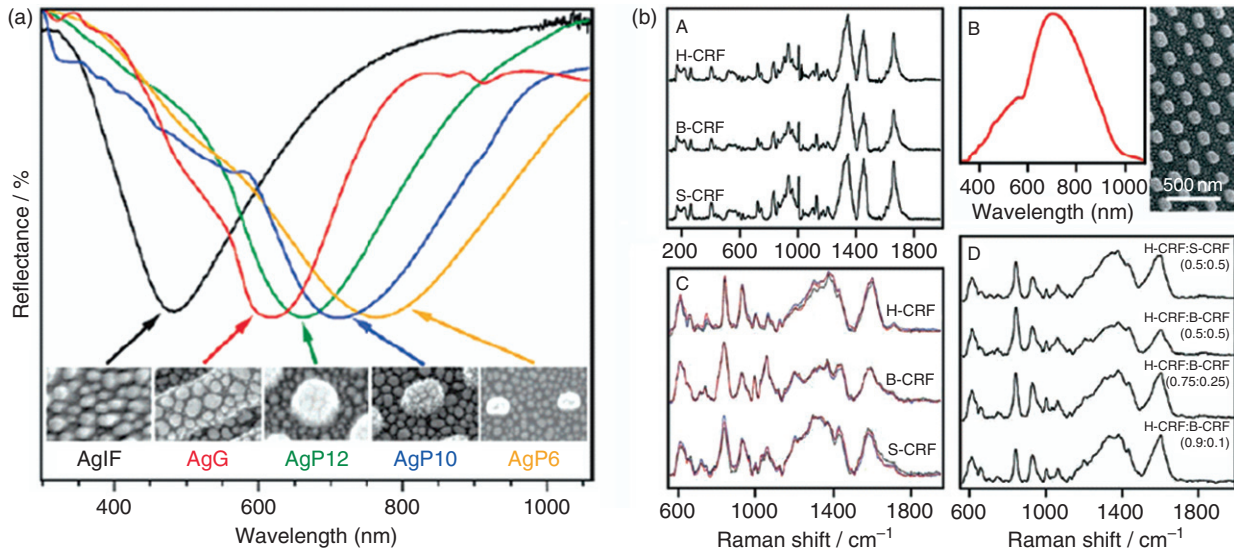 (a)
Reflectance / %
AgIF AgG AgP12 AgP10 AgP6
400 600 800 1000
Wavelength (nm)
(b)
A
H-CRF
B-CRF
S-CRF
200 600 1000 1400 1800
B
400 600 800 1000
Wavelength (nm)
500 nm
C
H-CRF
B-CRF
S-CRF
600 1000 1400 1800
Raman shift / cm⁻¹
D
H-CRF:S-CRF
(0.5:0.5)
H-CRF:B-CRF
(0.5:0.5)
H-CRF:B-CRF
(0.75:0.25)
H-CRF:B-CRF
(0.9:0.1)
600 1000 1400 1800
Raman shift / cm⁻¹